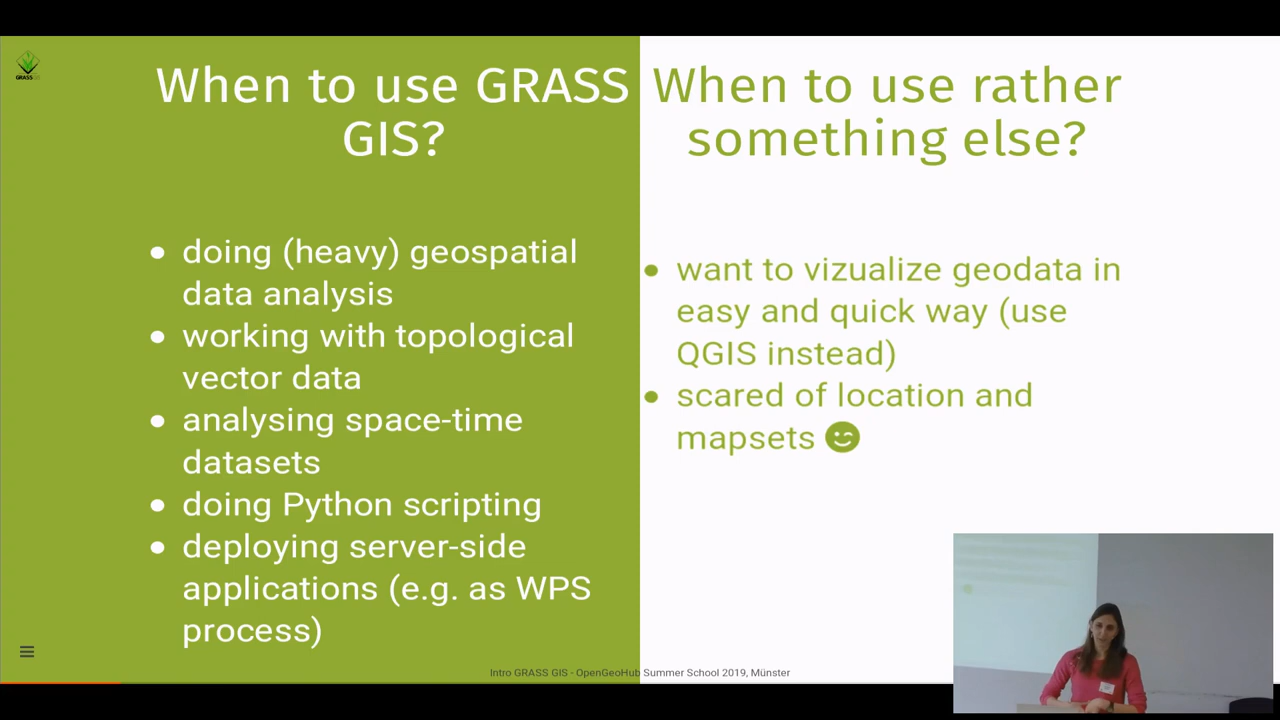 GRASS GIS
When to use GRASS
GIS?
doing (heavy) geospatial
data analysis
working with topological
vector data
analysing space-time
datasets
doing Python scripting
deploying server-side
applications (e.g. as WPS
process)
When to use rather
something else?
want to vizualize geodata in
easy and quick way (use
QGIS instead)
scared of location and
mapsets 😉
Intro GRASS GIS - OpenGeoHub Summer School 2019, Münster